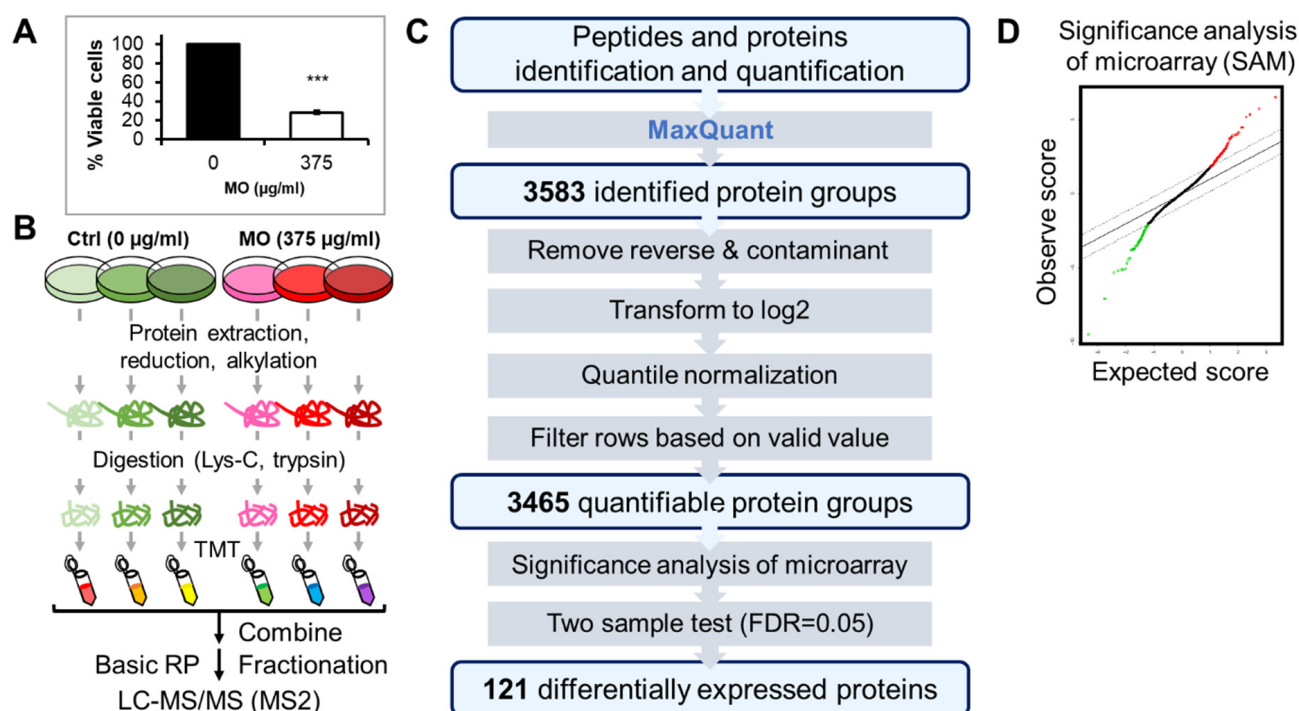 A
100
80
60
40
20
0
% Viable cells
***
0
375
MO (µg/ml)
B
Ctrl (0 µg/ml)
MO (375 µg/ml)
Protein extraction,
reduction, alkylation
Digestion (Lys-C, trypsin)
TMT
Combine
Basic RP
Fractionation
LC-MS/MS (MS2)
C
Peptides and proteins
identification and quantification
MaxQuant
3583 identified protein groups
Remove reverse & contaminant
Transform to log2
Quantile normalization
Filter rows based on valid value
3465 quantifiable protein groups
Significance analysis of microarray
Two sample test (FDR=0.05)
121 differentially expressed proteins
D
Significance analysis
of microarray (SAM)
Observe score
Expected score